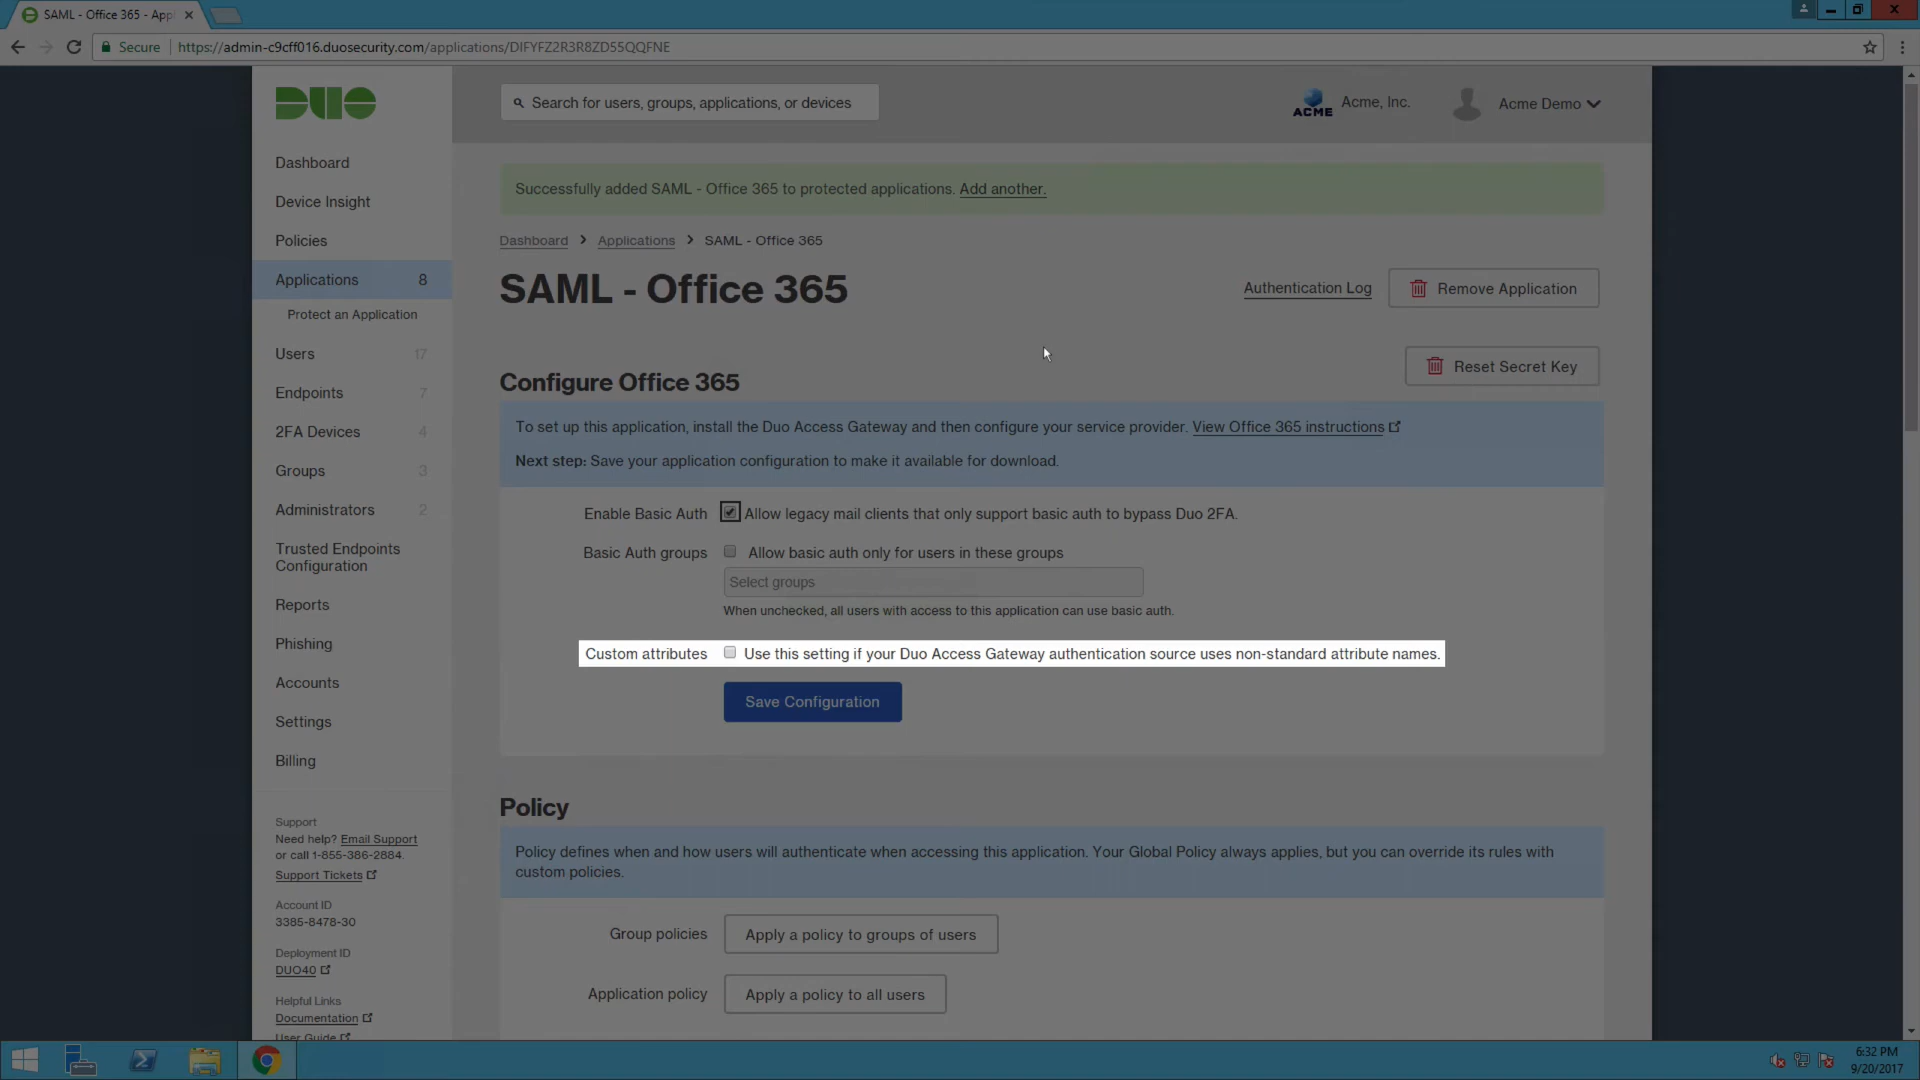 SAML - Office 365 - Appl
Secure
https://admin-c9cff016.duosecurity.com/applications/DIFYFZ2R3R8ZD55QQFNE
DUO
Search for users, groups, applications, or devices
ACME
Acme, Inc.
Acme Demo
Dashboard
Device Insight
Policies
Applications 8
Protect an Application
Users 17
Endpoints 7
2FA Devices 4
Groups 3
Administrators 2
Trusted Endpoints
Configuration
Reports
Phishing
Accounts
Settings
Billing
Support
Need help? Email Support
or call 1-855-386-2884.
Support Tickets
Account ID
3385-8478-30
Deployment ID
DUO40
Helpful Links
Documentation
User Guide
Successfully added SAML - Office 365 to protected applications. Add another.
Dashboard > Applications > SAML - Office 365
SAML - Office 365
Authentication Log
Remove Application
Reset Secret Key
Configure Office 365
To set up this application, install the Duo Access Gateway and then configure your service provider. View Office 365 instructions
Next step: Save your application configuration to make it available for download.
Enable Basic Auth Allow legacy mail clients that only support basic auth to bypass Duo 2FA.
Basic Auth groups Allow basic auth only for users in these groups
Select groups
When unchecked, all users with access to this application can use basic auth.
Custom attributes Use this setting if your Duo Access Gateway authentication source uses non-standard attribute names.
Save Configuration
Policy
Policy defines when and how users will authenticate when accessing this application. Your Global Policy always applies, but you can override its rules with
custom policies.
Group policies Apply a policy to groups of users
Application policy Apply a policy to all users
6:32 PM
9/20/2017